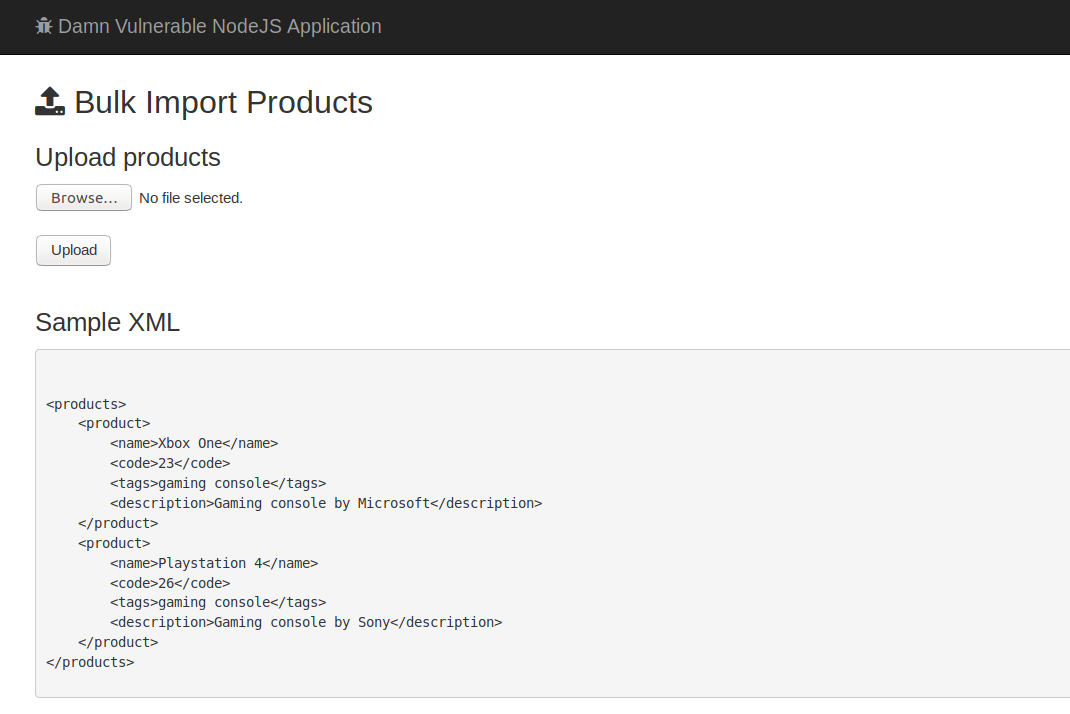 Damn Vulnerable NodeJS Application
Bulk Import Products
Upload products
Browse... No file selected.
Upload
Sample XML
<products>
    <product>
        <name>Xbox One</name>
        <code>23</code>
        <tags>gaming console</tags>
        <description>Gaming console by Microsoft</description>
    </product>
    <product>
        <name>Playstation 4</name>
        <code>26</code>
        <tags>gaming console</tags>
        <description>Gaming console by Sony</description>
    </product>
</products>